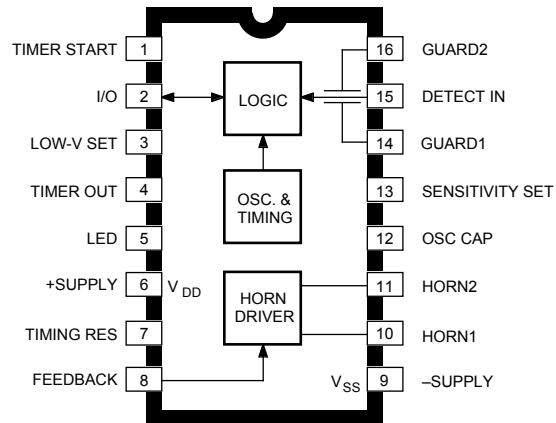 TIMER START 1
I/O 2
LOW-V SET 3
TIMER OUT 4
LED 5
+SUPPLY 6 VDD
TIMING RES 7
FEEDBACK 8
LOGIC
OSC. &
TIMING
HORN
DRIVER
16 GUARD2
15 DETECT IN
14 GUARD1
13 SENSITIVITY SET
12 OSC CAP
11 HORN2
10 HORN1
VSS 9 –SUPPLY